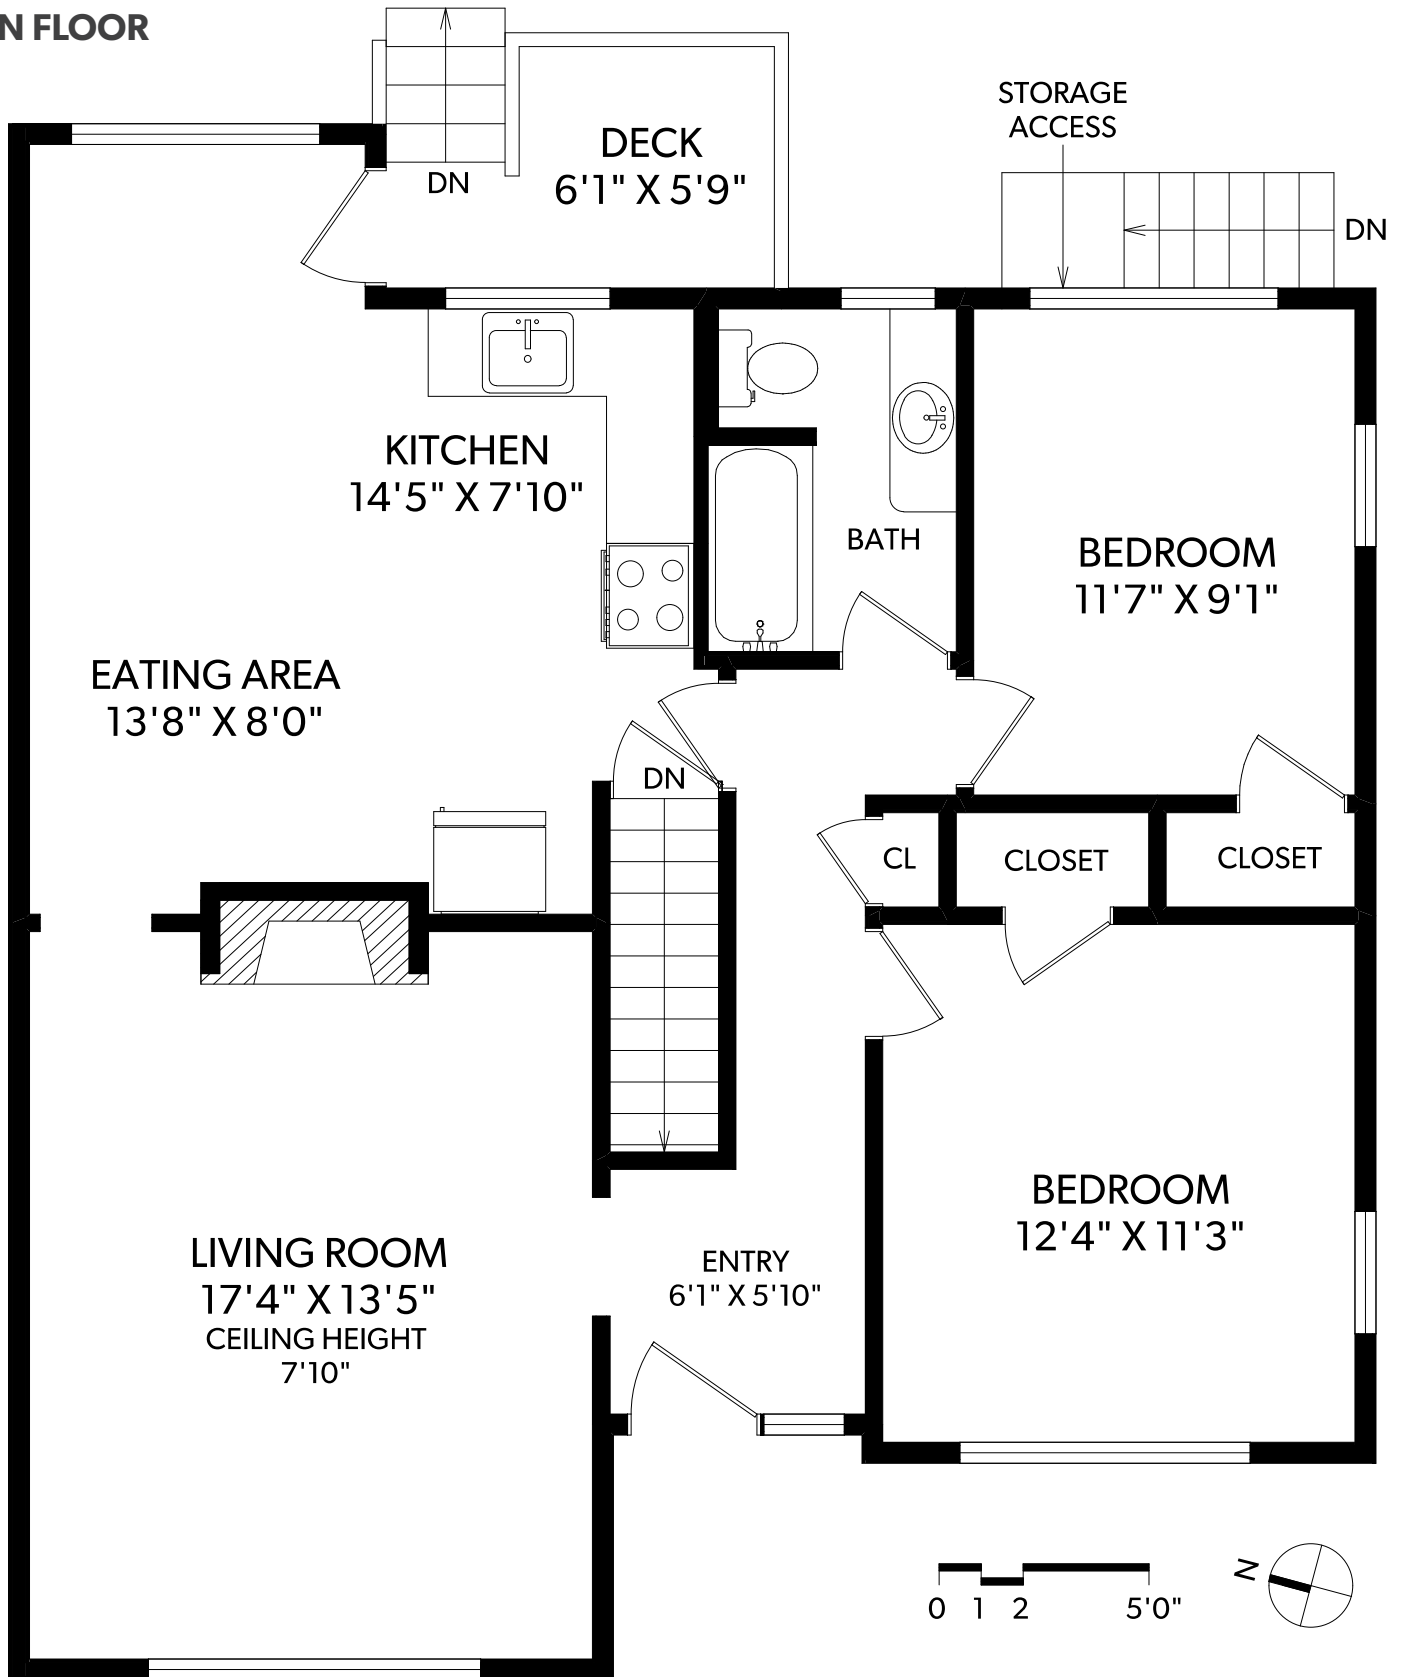 N FLOOR
STORAGE
ACCESS
DECK
6'1" X 5'9"
DN
DN
KITCHEN
14'5" X 7'10"
BATH
BEDROOM
11'7" X 9'1"
EATING AREA
13'8" X 8'0"
DN
CL
CLOSET
CLOSET
BEDROOM
12'4" X 11'3"
LIVING ROOM
17'4" X 13'5"
CEILING HEIGHT
7'10"
ENTRY
6'1" X 5'10"
0 1 2 5'0"
N